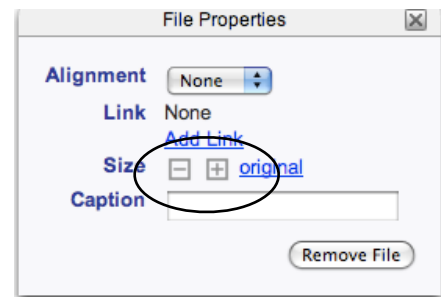 File Properties
Alignment None
Link None
Add Link
Size original
Caption
Remove File